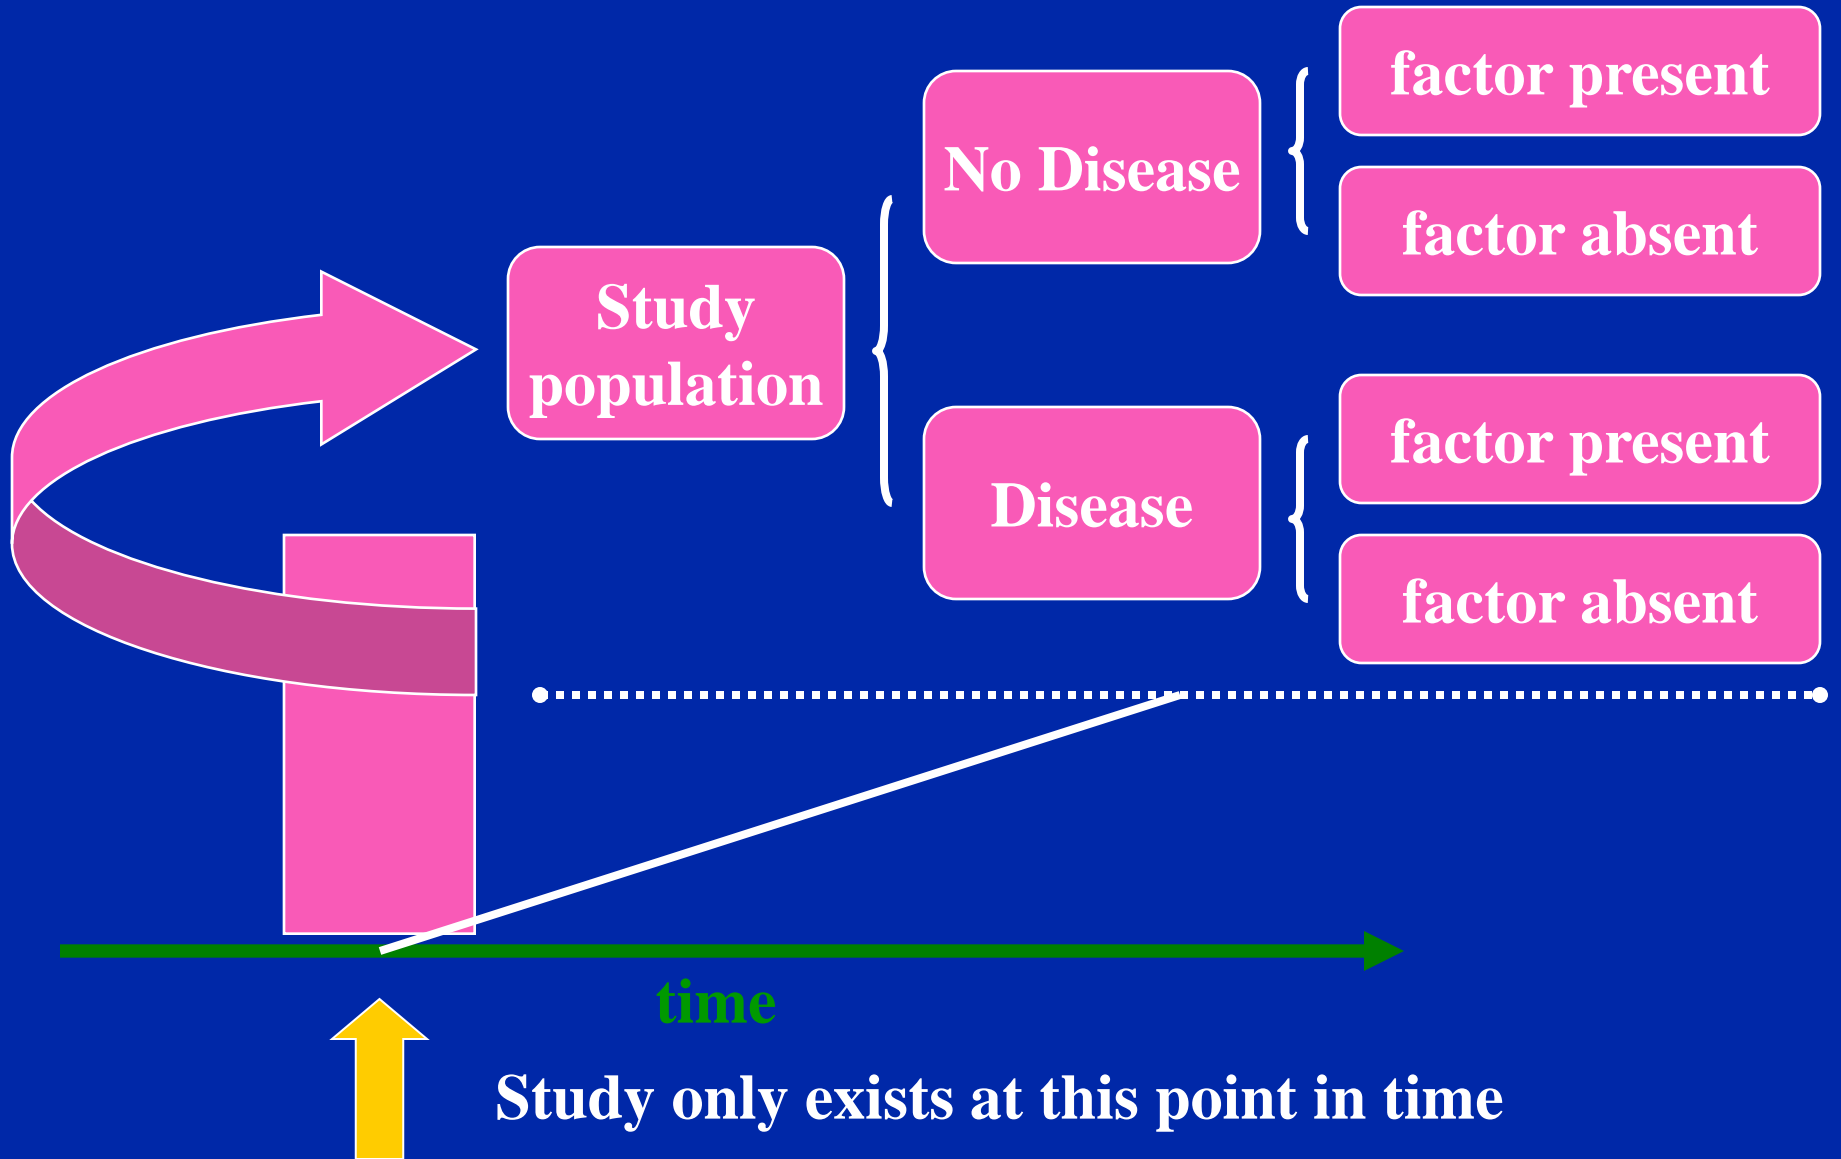 factor present
No Disease
factor absent
Study
population
factor present
Disease
factor absent
time
Study only exists at this point in time